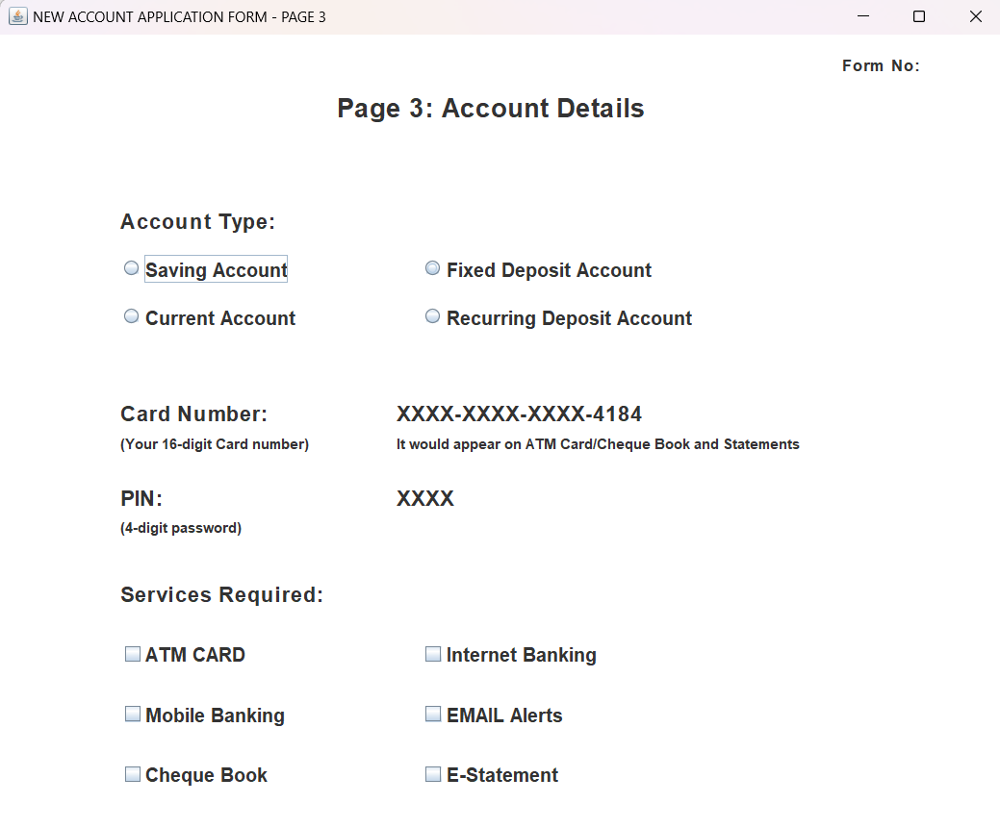 NEW ACCOUNT APPLICATION FORM - PAGE 3
Form No:
Page 3: Account Details
Account Type:
Saving Account Fixed Deposit Account
Current Account Recurring Deposit Account
Card Number: XXXX-XXXX-XXXX-4184
(Your 16-digit Card number) It would appear on ATM Card/Cheque Book and Statements
PIN: XXXX
(4-digit password)
Services Required:
ATM CARD Internet Banking
Mobile Banking EMAIL Alerts
Cheque Book E-Statement